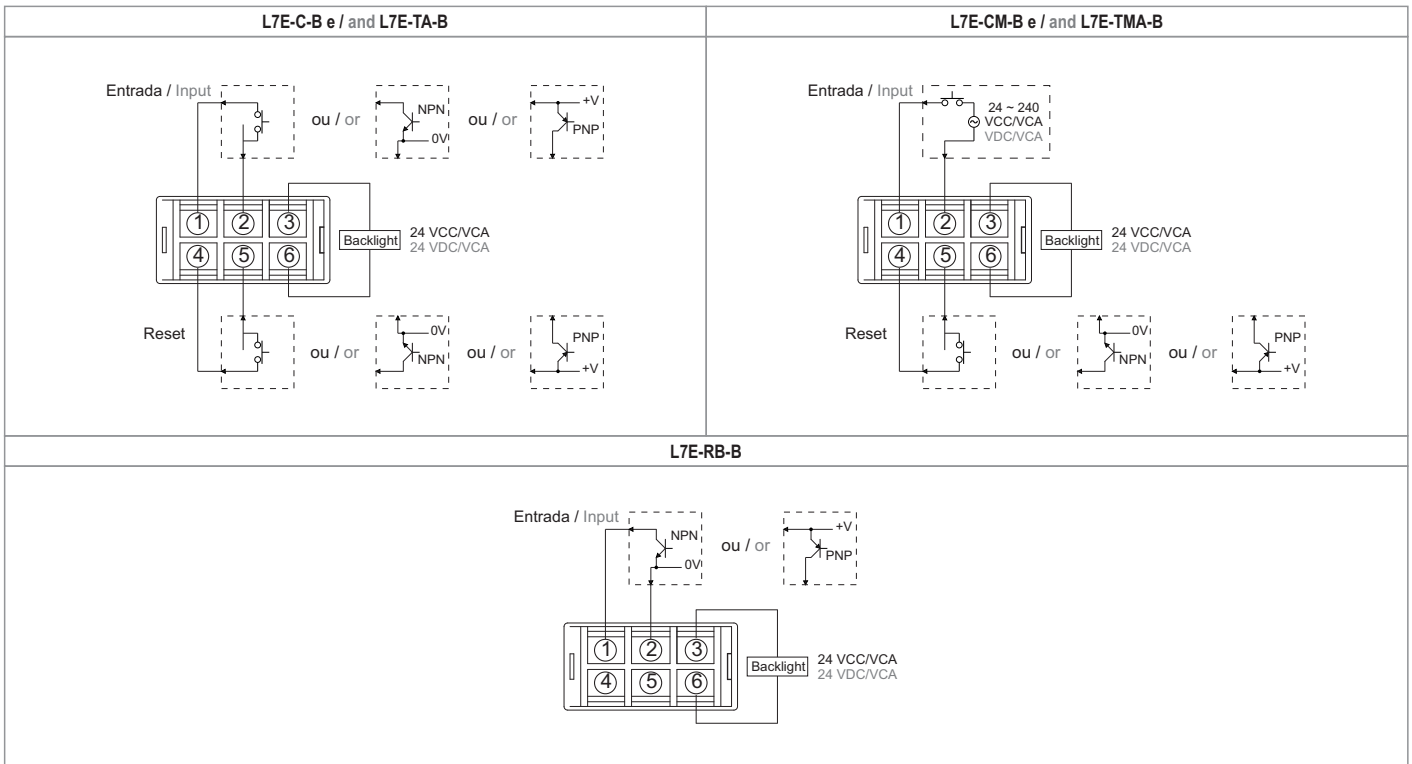 L7E-C-B e / and L7E-TA-B
Entrada / Input
ou / or
NPN
0V
ou / or
+V
PNP
1 2 3
4 5 6
Backlight
24 VCC/VCA
24 VDC/VCA
Reset
ou / or
0V
NPN
ou / or
PNP
+V
L7E-CM-B e / and L7E-TMA-B
Entrada / Input
24 ~ 240
VCC/VCA
VDC/VCA
1 2 3
4 5 6
Backlight
24 VCC/VCA
24 VDC/VCA
Reset
ou / or
0V
NPN
ou / or
PNP
+V
L7E-RB-B
Entrada / Input
NPN
0V
ou / or
+V
PNP
1 2 3
4 5 6
Backlight
24 VCC/VCA
24 VDC/VCA